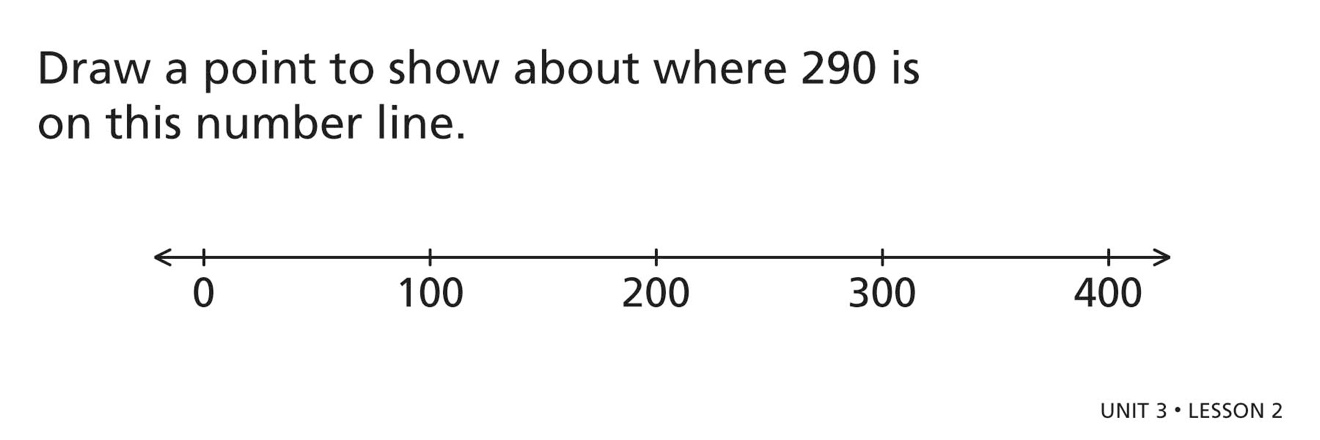 Draw a point to show about where 290 is
on this number line.
0 100 200 300 400
UNIT 3 • LESSON 2